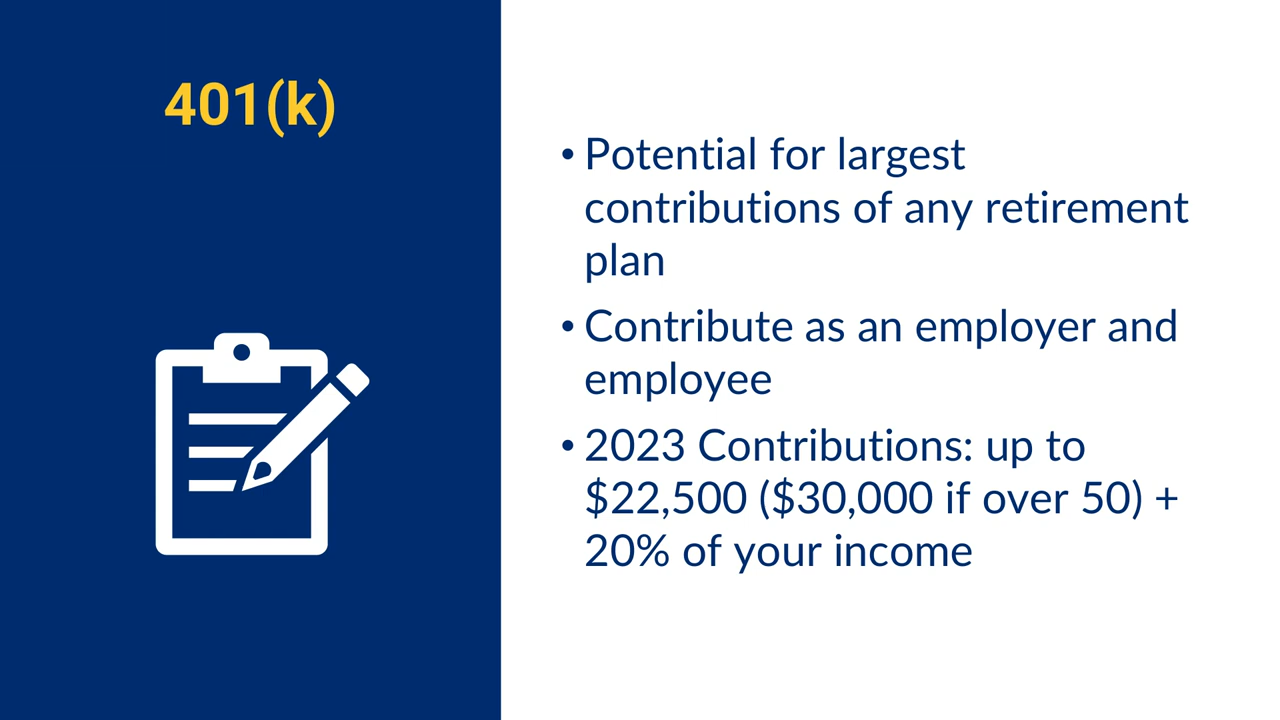 401(k)
• Potential for largest
contributions of any retirement
plan
• Contribute as an employer and
employee
• 2023 Contributions: up to
$22,500 ($30,000 if over 50) +
20% of your income